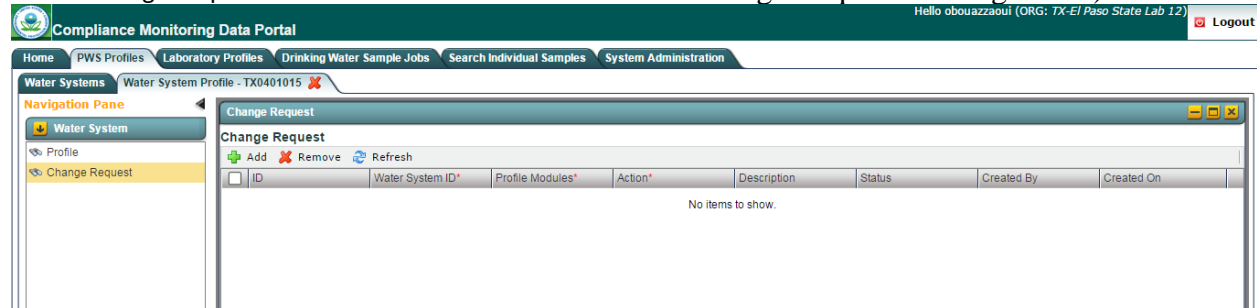 Hello obouazzaoui (ORG: TX-El Paso State Lab 12)
Logout
Compliance Monitoring Data Portal
Home PWS Profiles Laboratory Profiles Drinking Water Sample Jobs Search Individual Samples System Administration
Water Systems Water System Profile - TX0401015
Navigation Pane
Water System
Profile
Change Request
Change Request
Change Request
Add Remove Refresh
ID Water System ID* Profile Modules* Action* Description Status Created By Created On
No items to show.